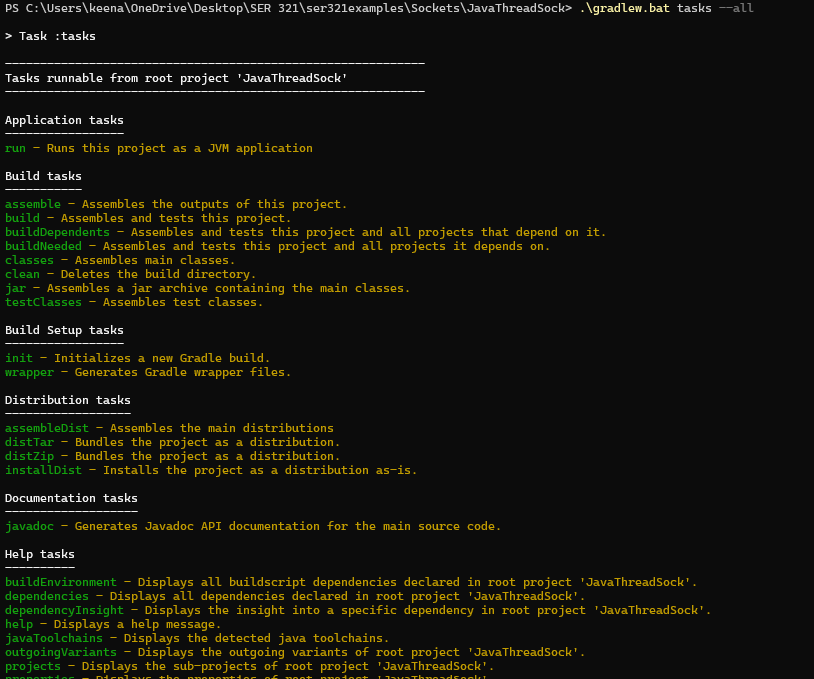 PS C:\Users\keena\OneDrive\Desktop\SER 321\ser321examples\Sockets\JavaThreadSock> .\gradlew.bat tasks --all
> Task :tasks
------------------------------------------------------------
Tasks runnable from root project 'JavaThreadSock'
------------------------------------------------------------
Application tasks
-----------------
run - Runs this project as a JVM application
Build tasks
-----------
assemble - Assembles the outputs of this project.
build - Assembles and tests this project.
buildDependents - Assembles and tests this project and all projects that depend on it.
buildNeeded - Assembles and tests this project and all projects it depends on.
classes - Assembles main classes.
clean - Deletes the build directory.
jar - Assembles a jar archive containing the main classes.
testClasses - Assembles test classes.
Build Setup tasks
-----------------
init - Initializes a new Gradle build.
wrapper - Generates Gradle wrapper files.
Distribution tasks
------------------
assembleDist - Assembles the main distributions
distTar - Bundles the project as a distribution.
distZip - Bundles the project as a distribution.
installDist - Installs the project as a distribution as-is.
Documentation tasks
-------------------
javadoc - Generates Javadoc API documentation for the main source code.
Help tasks
----------
buildEnvironment - Displays all buildscript dependencies declared in root project 'JavaThreadSock'.
dependencies - Displays all dependencies declared in root project 'JavaThreadSock'.
dependencyInsight - Displays the insight into a specific dependency in root project 'JavaThreadSock'.
help - Displays a help message.
javaToolchains - Displays the detected java toolchains.
outgoingVariants - Displays the outgoing variants of root project 'JavaThreadSock'.
projects - Displays the sub-projects of root project 'JavaThreadSock'.
properties - Displays the properties of root project 'JavaThreadSock'.